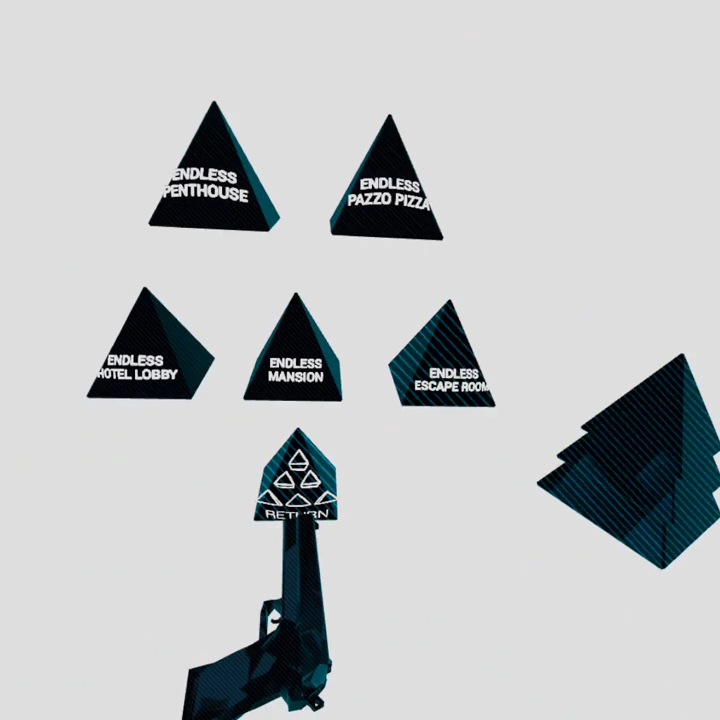 ENDLESS
PENTHOUSE
ENDLESS
PAZZO PIZZA
ENDLESS
HOTEL LOBBY
ENDLESS
MANSION
ENDLESS
ESCAPE ROOM
RETURN